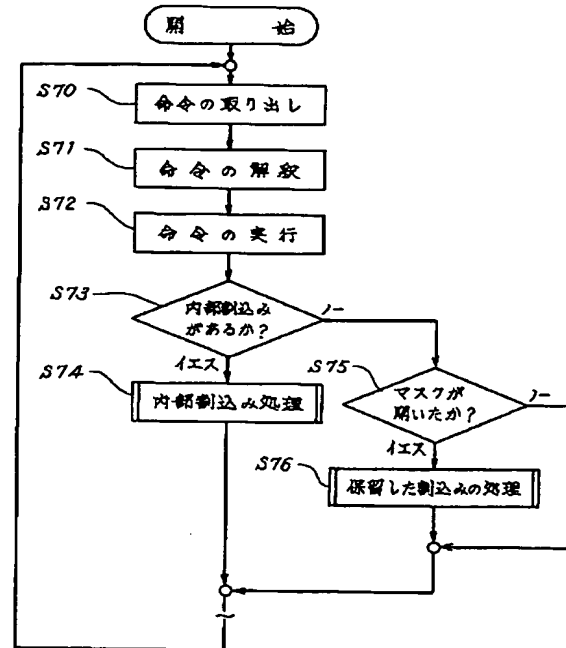 開 始
S70
命令の取り出し
S71
命令の解釈
S72
命令の実行
S73
内部割込み
があるか?
ノー
イエス
S74
内部割込み処理
S75
マスクが
開いたか?
ノー
イエス
S76
保留した割込みの処理